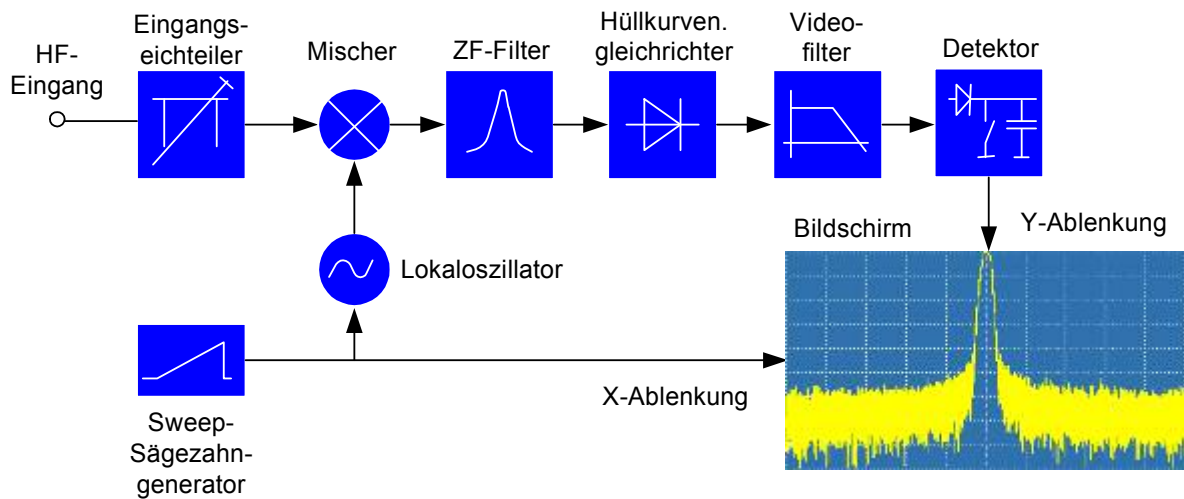 HF-
Eingang
Eingangs-
eichteiler
Mischer
ZF-Filter
Hüllkurven.
gleichrichter
Video-
filter
Detektor
Lokaloszillator
Bildschirm
Y-Ablenkung
X-Ablenkung
Sweep-
Sägezahn-
generator